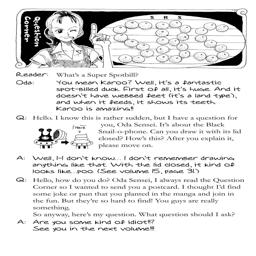 Question
Corner
Reader: What's a Super Spotbill?
Oda: You mean Karoo? Well, it's a fantastic
spot-billed duck. First of all, it's huge. And it
doesn't have webbed feet (it's a land type),
and when it feeds, it shows its teeth.
Karoo is amazing!!
Q: Hello. I know this is rather sudden, but I have a question for
you, Oda Sensei. It's about the Black
Snail-o-phone. Can you draw it with its lid
closed? How's this? After you explain it,
please move on.
A: Well, I-I don't know... I don't remember drawing
anything like that. With the lid closed, it kind of
looks like...poo. (See volume 15, page 31.)
Q: Hello, how do you do? Oda Sensei, I always read the Question
Corner so I wanted to send you a postcard. I thought I'd find
some joke or pun that you planted in the manga and join in
the fun. But they're so hard to find! You guys are really
something.
So anyway, here's my question. What question should I ask?
A: Are you some kind of idiot!?
See you in the next volume!!!